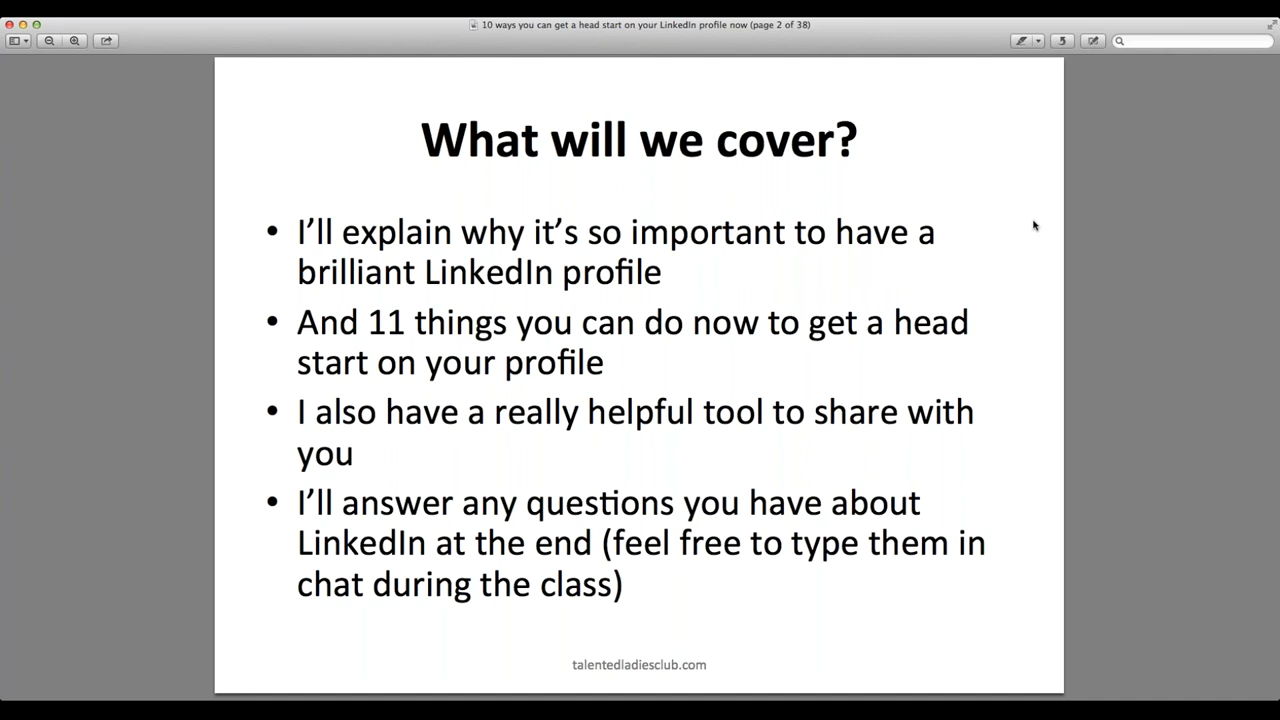 10 ways you can get a head start on your LinkedIn profile now (page 2 of 38)
What will we cover?
• I’ll explain why it’s so important to have a
brilliant LinkedIn profile
• And 11 things you can do now to get a head
start on your profile
• I also have a really helpful tool to share with
you
• I’ll answer any questions you have about
LinkedIn at the end (feel free to type them in
chat during the class)
talentedladiesclub.com